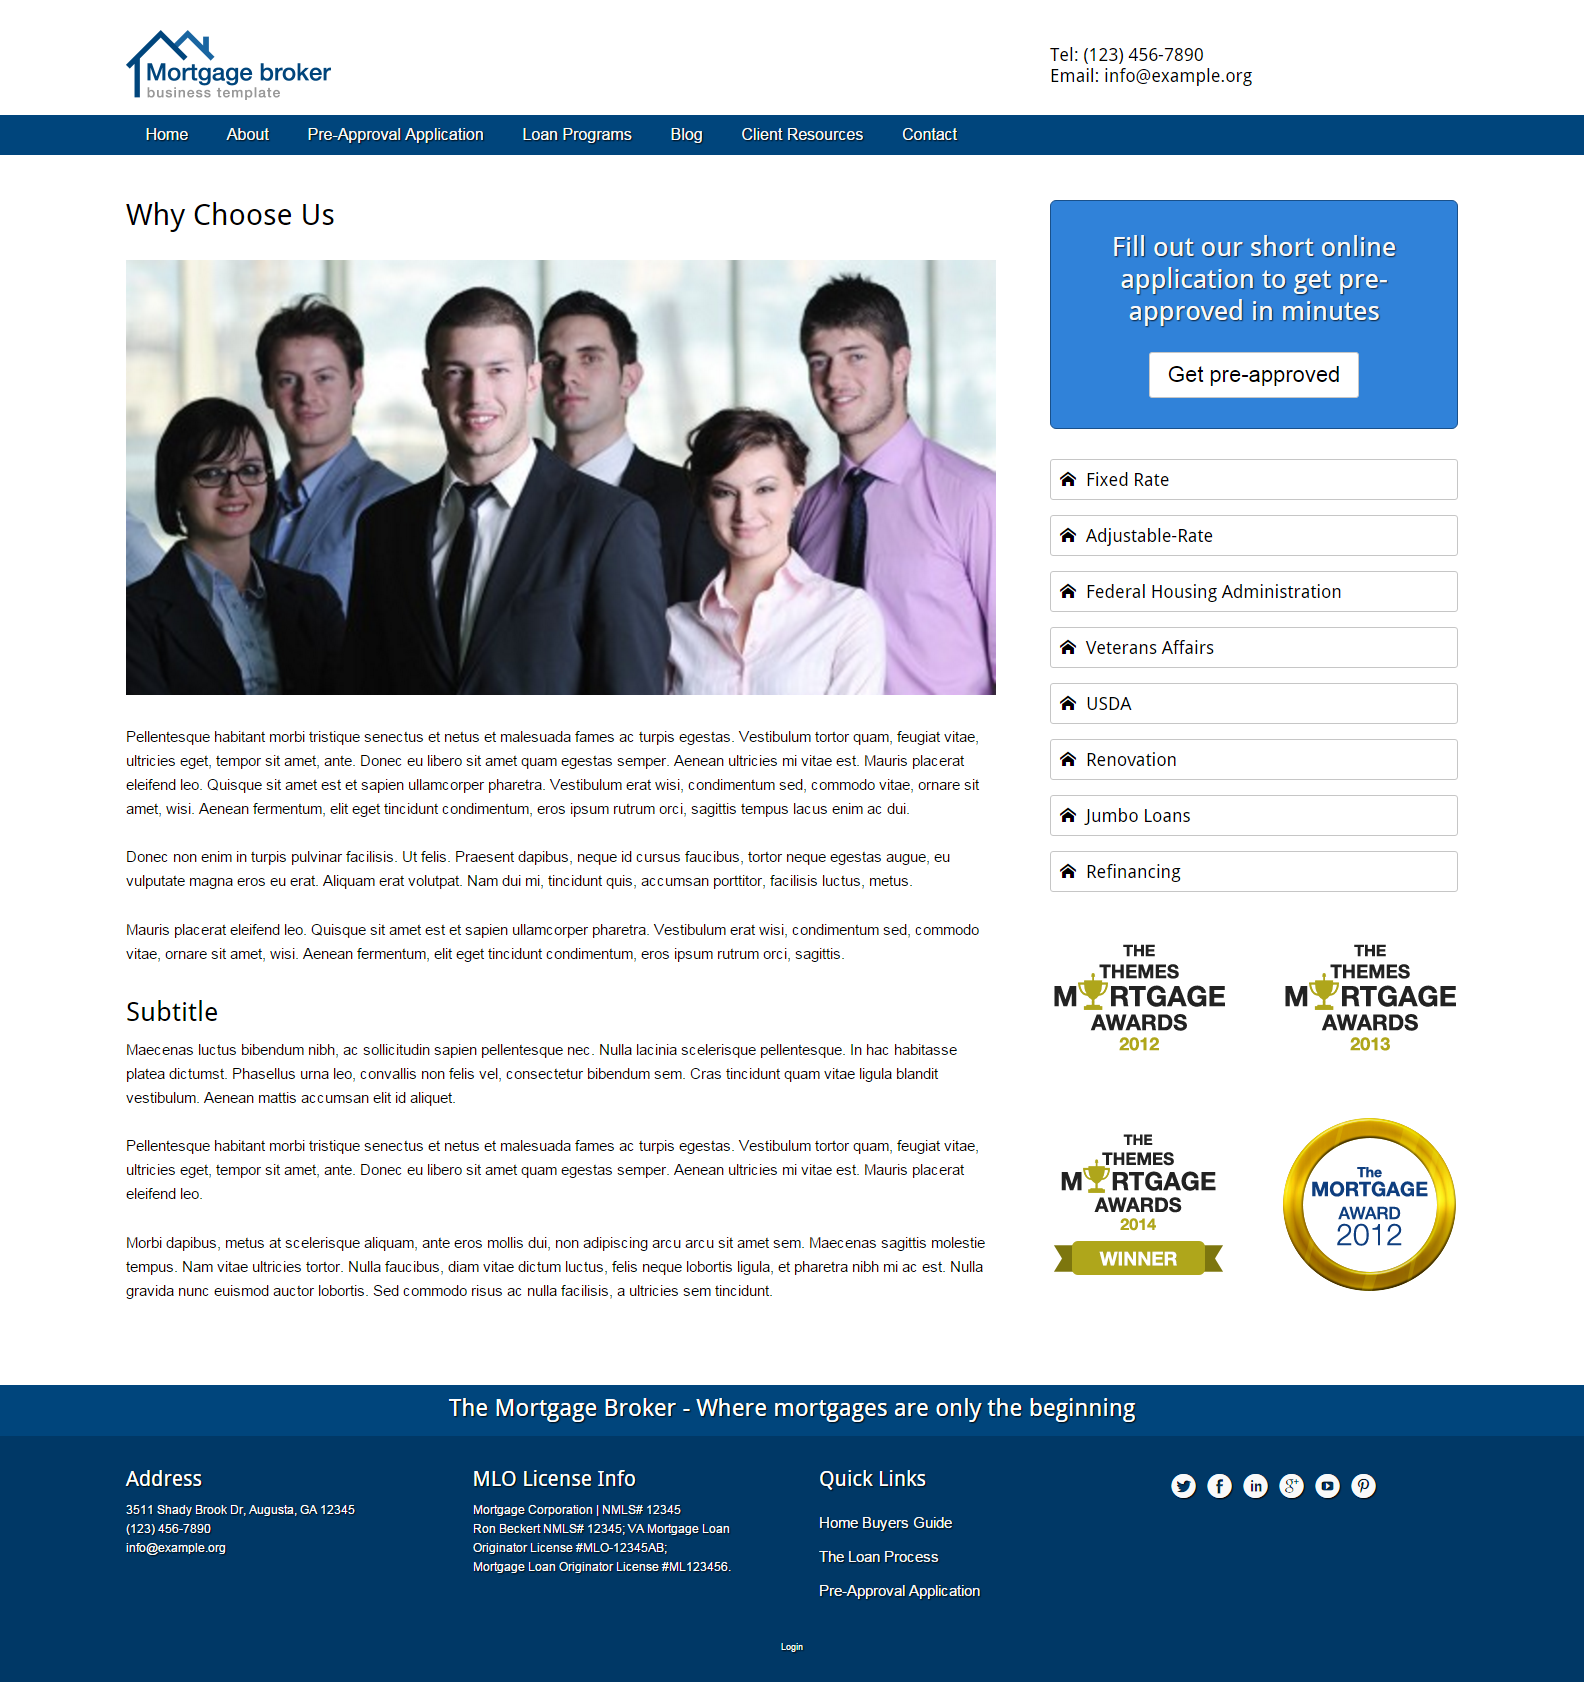 Mortgage broker
business template
Tel: (123) 456-7890
Email: info@example.org
Home About Pre-Approval Application Loan Programs Blog Client Resources Contact
Why Choose Us
Pellentesque habitant morbi tristique senectus et netus et malesuada fames ac turpis egestas. Vestibulum tortor quam, feugiat vitae,
ultricies eget, tempor sit amet, ante. Donec eu libero sit amet quam egestas semper. Aenean ultricies mi vitae est. Mauris placerat
eleifend leo. Quisque sit amet est et sapien ullamcorper pharetra. Vestibulum erat wisi, condimentum sed, commodo vitae, ornare sit
amet, wisi. Aenean fermentum, elit eget tincidunt condimentum, eros ipsum rutrum orci, sagittis tempus lacus enim ac dui.
Donec non enim in turpis pulvinar facilisis. Ut felis. Praesent dapibus, neque id cursus faucibus, tortor neque egestas augue, eu
vulputate magna eros eu erat. Aliquam erat volutpat. Nam dui mi, tincidunt quis, accumsan porttitor, facilisis luctus, metus.
Mauris placerat eleifend leo. Quisque sit amet est et sapien ullamcorper pharetra. Vestibulum erat wisi, condimentum sed, commodo
vitae, ornare sit amet, wisi. Aenean fermentum, elit eget tincidunt condimentum, eros ipsum rutrum orci, sagittis.
Subtitle
Maecenas luctus bibendum nibh, ac sollicitudin sapien pellentesque nec. Nulla lacinia scelerisque pellentesque. In hac habitasse
platea dictumst. Phasellus urna leo, convallis non felis vel, consectetur bibendum sem. Cras tincidunt quam vitae ligula blandit
vestibulum. Aenean mattis accumsan elit id aliquet.
Pellentesque habitant morbi tristique senectus et netus et malesuada fames ac turpis egestas. Vestibulum tortor quam, feugiat vitae,
ultricies eget, tempor sit amet, ante. Donec eu libero sit amet quam egestas semper. Aenean ultricies mi vitae est. Mauris placerat
eleifend leo.
Morbi dapibus, metus at scelerisque aliquam, ante eros mollis dui, non adipiscing arcu arcu sit amet sem. Maecenas sagittis molestie
tempus. Nam vitae ultricies tortor. Nulla faucibus, diam vitae dictum luctus, felis neque lobortis ligula, et pharetra nibh mi ac est. Nulla
gravida nunc euismod auctor lobortis. Sed commodo risus ac nulla facilisis, a ultricies sem tincidunt.
Fill out our short online
application to get pre-
approved in minutes
Get pre-approved
Fixed Rate
Adjustable-Rate
Federal Housing Administration
Veterans Affairs
USDA
Renovation
Jumbo Loans
Refinancing
THE
THEMES
MORTGAGE
AWARDS
2012
THE
THEMES
MORTGAGE
AWARDS
2013
THE
THEMES
MORTGAGE
AWARDS
2014
WINNER
The
MORTGAGE
AWARD
2012
The Mortgage Broker - Where mortgages are only the beginning
Address
3511 Shady Brook Dr, Augusta, GA 12345
(123) 456-7890
info@example.org
MLO License Info
Mortgage Corporation | NMLS# 12345
Ron Beckert NMLS# 12345; VA Mortgage Loan
Originator License #MLO-12345AB;
Mortgage Loan Originator License #ML123456.
Quick Links
Home Buyers Guide
The Loan Process
Pre-Approval Application
Login